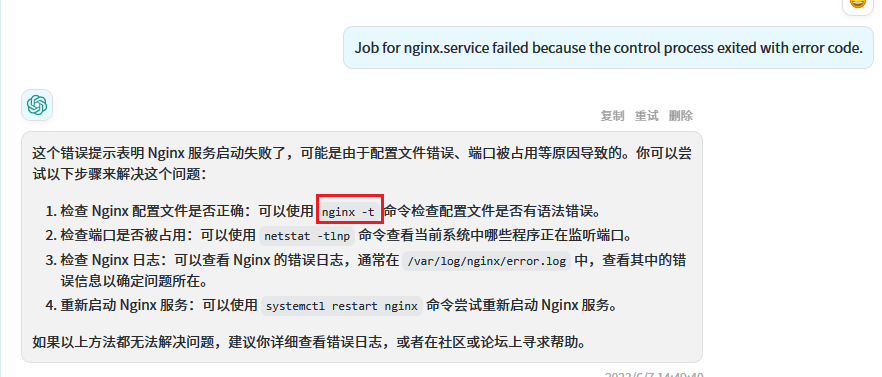 Job for nginx.service failed because the control process exited with error code.
复制 重试 删除
这个错误提示表明 Nginx 服务启动失败了，可能是由于配置文件错误、端口被占用等原因导致的。你可以尝
试以下步骤来解决这个问题：
1. 检查 Nginx 配置文件是否正确：可以使用 nginx -t 命令检查配置文件是否有语法错误。
2. 检查端口是否被占用：可以使用 netstat -tlnp 命令查看当前系统中哪些程序正在监听端口。
3. 检查 Nginx 日志：可以查看 Nginx 的错误日志，通常在 /var/log/nginx/error.log 中，查看其中的错
误信息以确定问题所在。
4. 重新启动 Nginx 服务：可以使用 systemctl restart nginx 命令尝试重新启动 Nginx 服务。
如果以上方法都无法解决问题，建议你详细查看错误日志，或者在社区或论坛上寻求帮助。